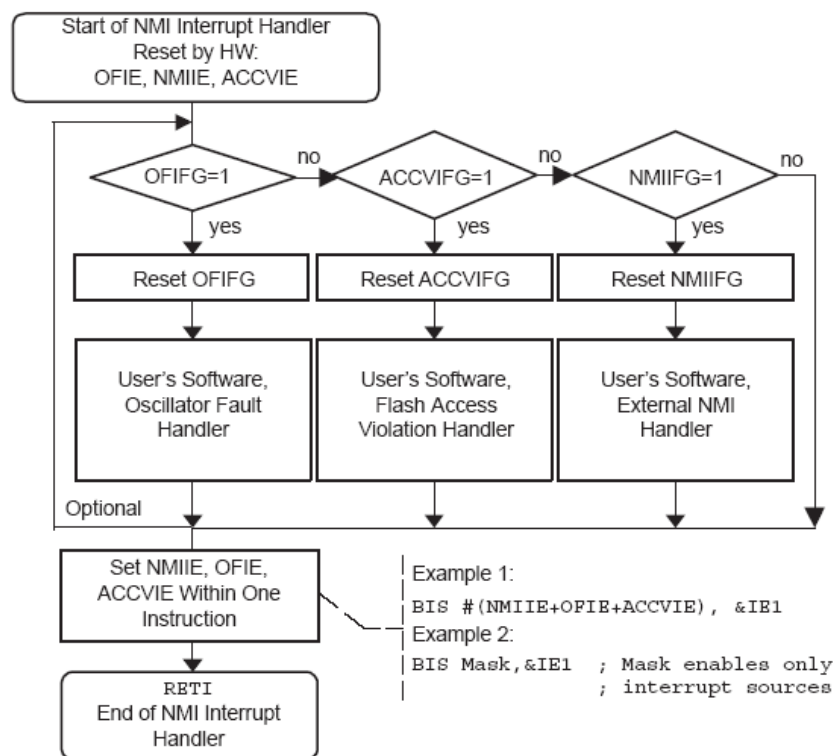 Start of NMI Interrupt Handler
Reset by HW:
OFIE, NMIIE, ACCVIE
OFIFG=1
no
ACCVIFG=1
no
NMIIFG=1
no
yes
yes
yes
Reset OFIFG
Reset ACCVIFG
Reset NMIIFG
User's Software,
Oscillator Fault
Handler
User's Software,
Flash Access
Violation Handler
User's Software,
External NMI
Handler
Optional
Set NMIIE, OFIE,
ACCVIE Within One
Instruction
Example 1:
BIS #(NMIIE+OFIE+ACCVIE), &IE1
Example 2:
BIS Mask,&IE1 ; Mask enables only
; interrupt sources
RETI
End of NMI Interrupt
Handler